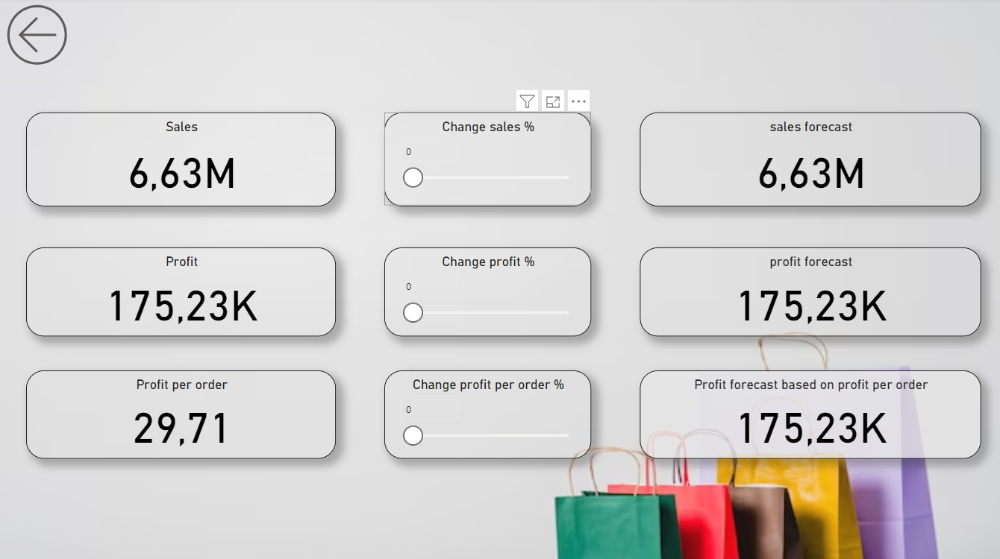 Sales
6,63M
Change sales %
0
sales forecast
6,63M
Profit
175,23K
Change profit %
0
profit forecast
175,23K
Profit per order
29,71
Change profit per order %
0
Profit forecast based on profit per order
175,23K